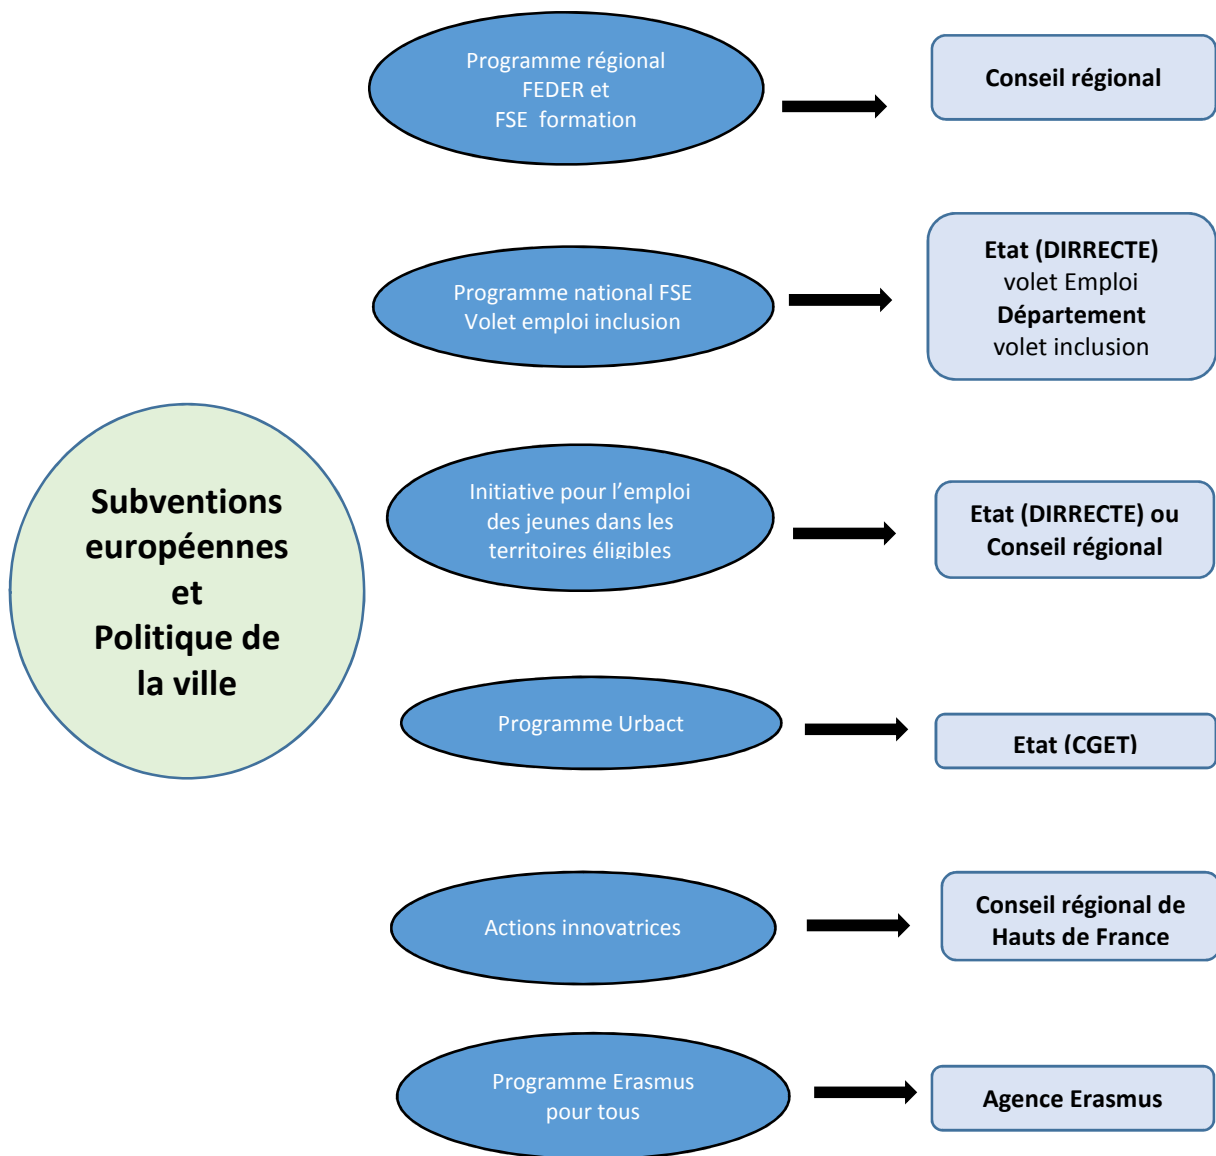 Subventions
européennes
et
Politique de
la ville
Programme régional
FEDER et
FSE formation
Conseil régional
Programme national FSE
Volet emploi inclusion
Etat (DIRRECTE)
volet Emploi
Département
volet inclusion
Initiative pour l’emploi
des jeunes dans les
territoires éligibles
Etat (DIRRECTE) ou
Conseil régional
Programme Urbact
Etat (CGET)
Actions innovatrices
Conseil régional de
Hauts de France
Programme Erasmus
pour tous
Agence Erasmus